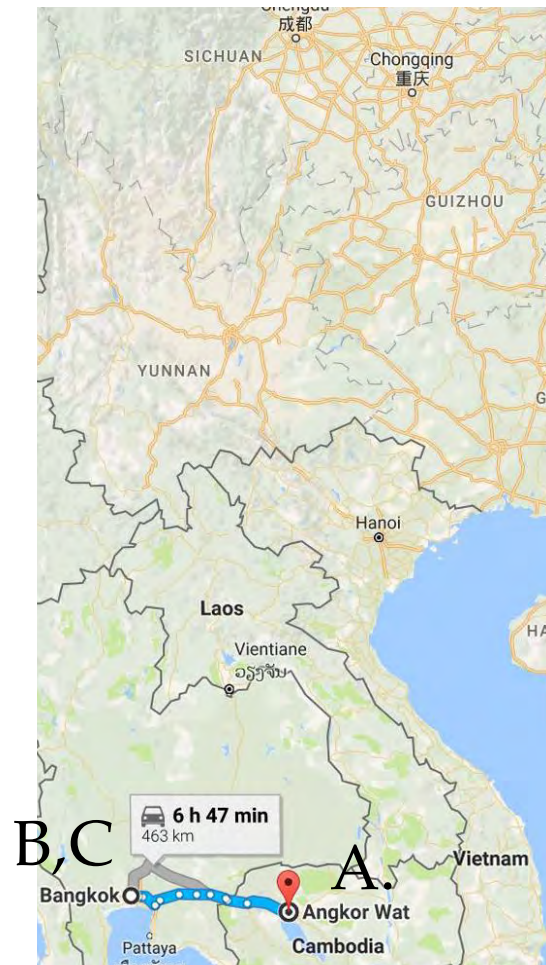 成都
SICHUAN
Chongqing
重庆
GUIZHOU
YUNNAN
Hanoi
Laos
Vientiane
ວຽງຈັນ
6 h 47 min
463 km
B,C
A.
Vietnam
Bangkok
Angkor Wat
Pattaya
Cambodia